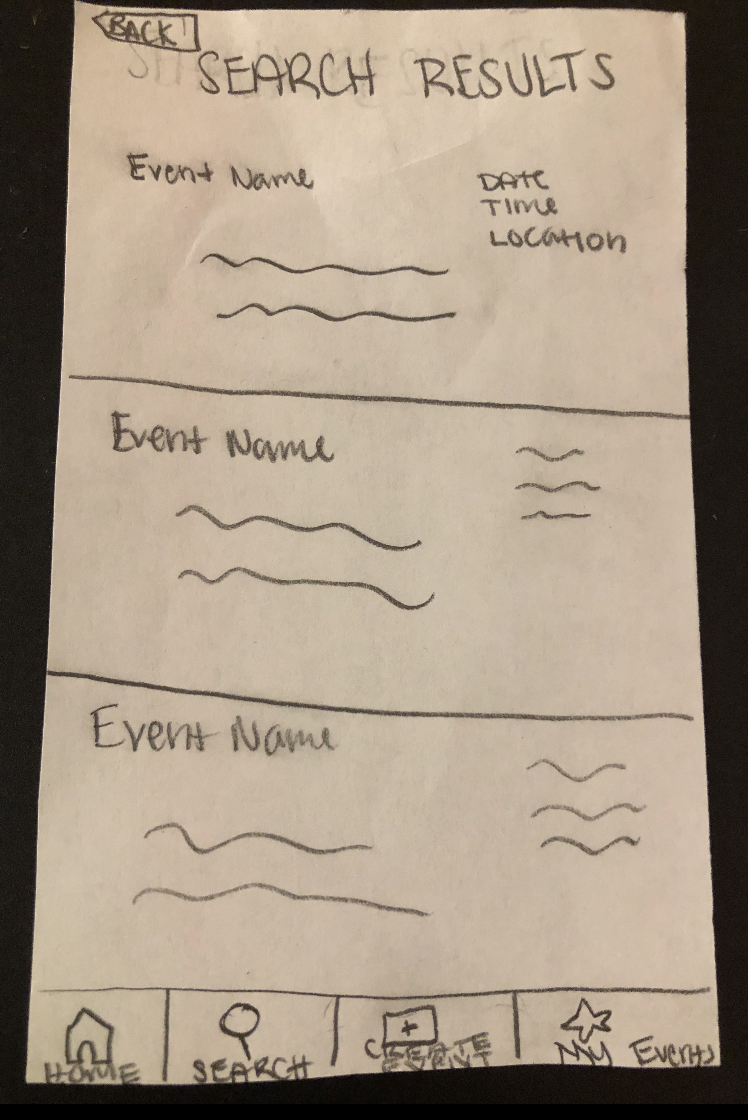 BACK
SEARCH RESULTS
Event Name
DATE
TIME
LOCATION
Event Name
Event Name
HOME
SEARCH
CREATE
EVENT
MY Events